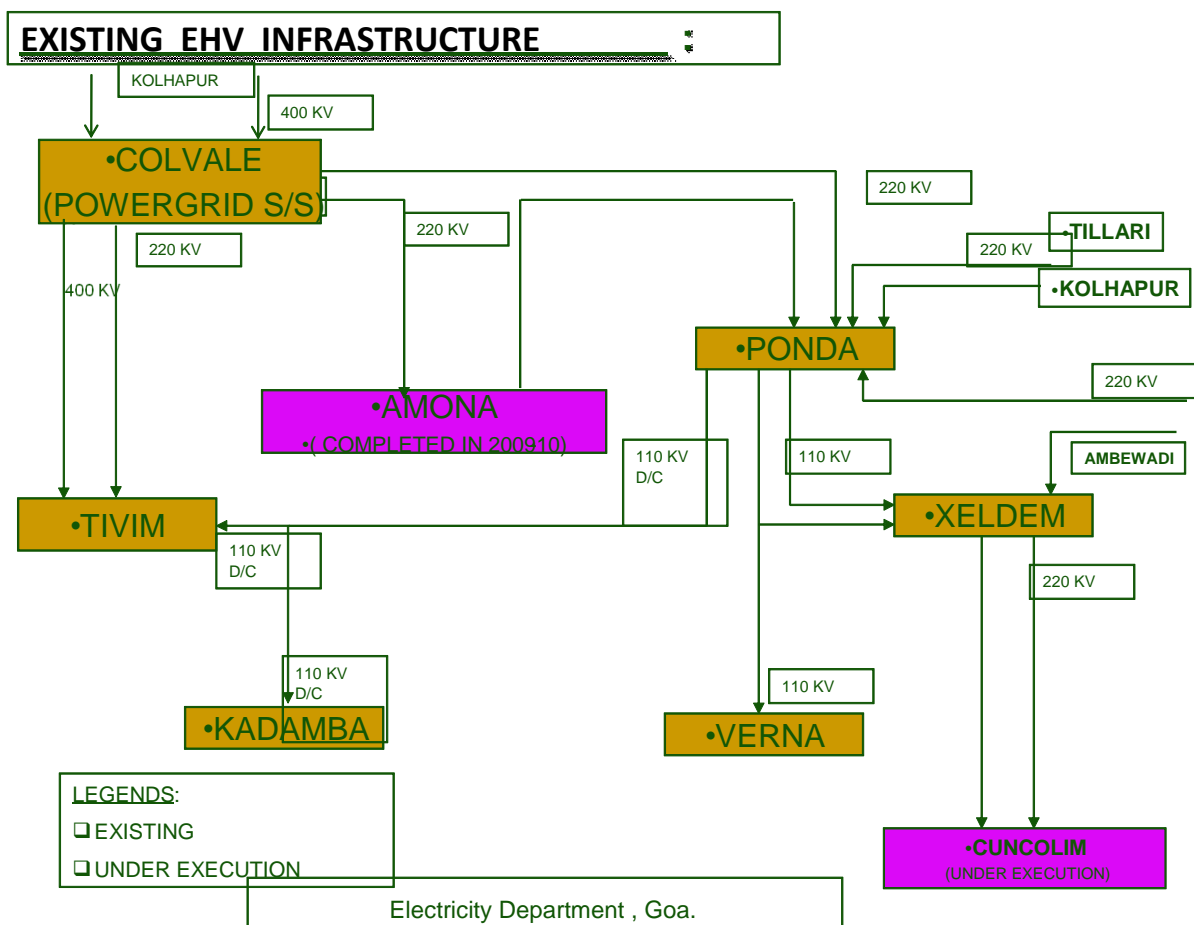 EXISTING EHV INFRASTRUCTURE :
KOLHAPUR
400 KV
•COLVALE
(POWERGRID S/S)
220 KV
220 KV
220 KV
•TILLARI
220 KV
400 KV
•KOLHAPUR
•PONDA
220 KV
•AMONA
•( COMPLETED IN 200910)
110 KV
D/C
110 KV
AMBEWADI
•TIVIM
•XELDEM
110 KV
D/C
220 KV
110 KV
D/C
110 KV
•KADAMBA
•VERNA
LEGENDS:
❑EXISTING
❑UNDER EXECUTION
•CUNCOLIM
(UNDER EXECUTION)
Electricity Department , Goa.